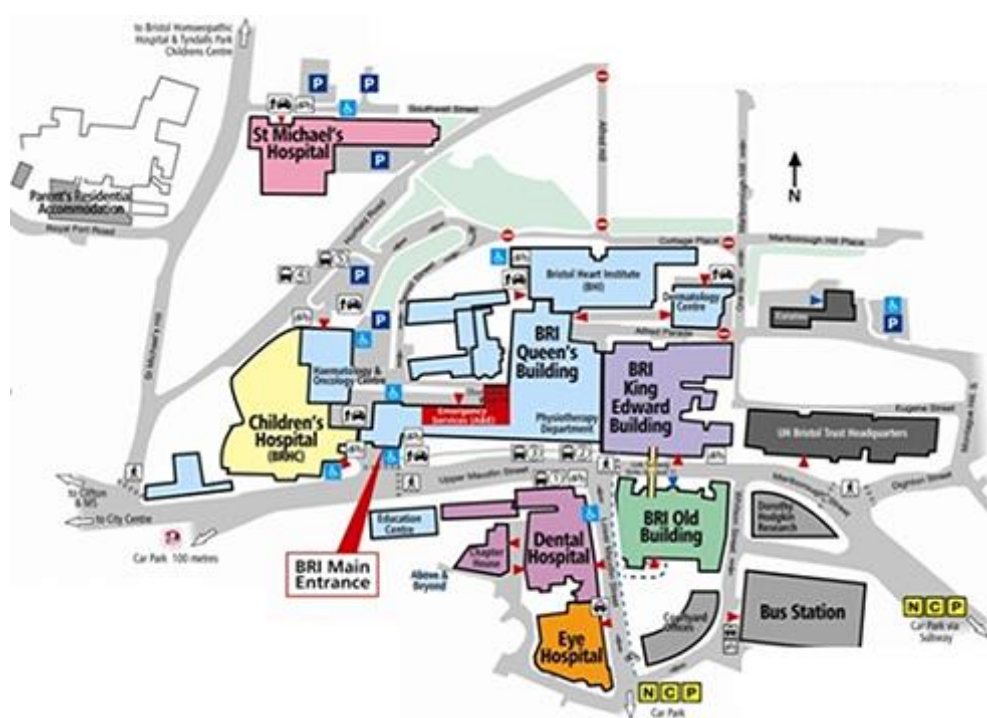 to Bristol Homoeopathic
Hospital & Tyndalls Park
Childrens Centre
P
P
Southwell Street
St Michael's
Hospital
P
Parent's Residential
Accommodation
Royal Fort Road
Horfield Road
N
Marlborough Hill Place
Cottage Place
Bristol Heart Institute
(BHI)
P
Dermatology
Centre
P
P
Alfred Parade
St Michael's Hill
BRI
Queen's
Building
BRI
King
Edward
Building
Haematology &
Oncology Centre
Children's
Hospital
(BRHC)
Emergency
Services (A&E)
Physiotherapy
Department
Eugene Street
UH Bristol Trust Headquarters
Upper Maudlin Street
Marlborough Street
Dighton Street
to Clifton
& M5
to City Centre
Car Park 100 metres
Education
Centre
BRI Main
Entrance
Dental
Hospital
BRI Old
Building
Dorothy
Hodgkin
Research
Chapter
House
Above &
Beyond
Eye
Hospital
Courtyard
Offices
Bus Station
N C P
Car Park via
Subway
N C P
Car Park